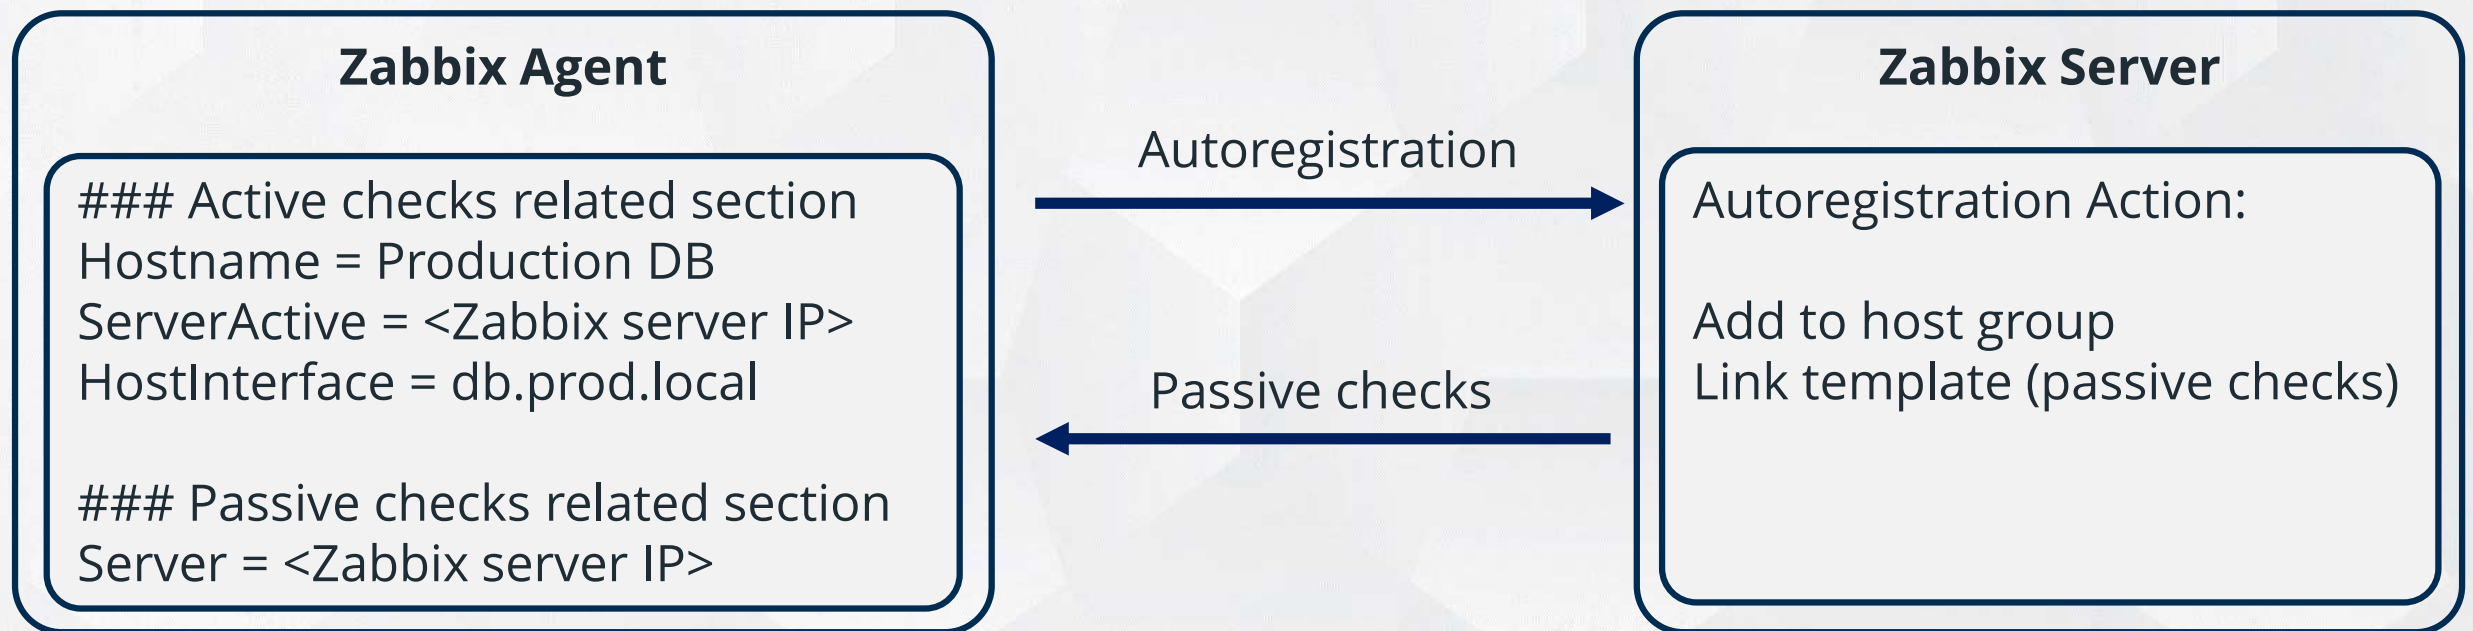 Zabbix Agent
### Active checks related section
Hostname = Production DB
ServerActive = <Zabbix server IP>
HostInterface = db.prod.local
### Passive checks related section
Server = <Zabbix server IP>
Autoregistration
Passive checks
Zabbix Server
Autoregistration Action:
Add to host group
Link template (passive checks)